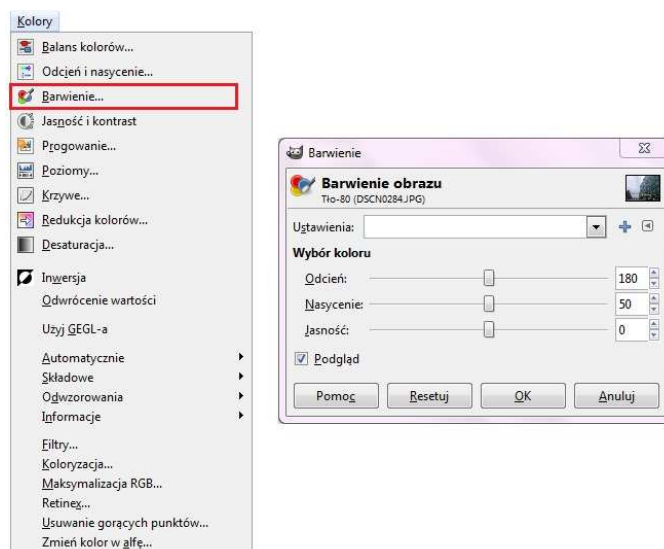 Kolory
Balans kolorów...
Odcień i nasycenie...
Barwienie...
Jasność i kontrast
Progowanie...
Poziomy...
Krzywe...
Redukcja kolorów...
Desaturacja...
Inwersja
Odwrócenie wartości
Użyj GEGL-a
Automatycznie
Składowe
Odwzorowania
Informacje
Filtry...
Koloryzacja...
Maksymalizacja RGB...
Retinex...
Usuwanie gorących punktów...
Zmień kolor w alfę...
Barwienie
Barwienie obrazu
Tło-80 (DSCN0284.JPG)
Ustawienia:
Wybór koloru
Odcień: 180
Nasycenie: 50
Jasność: 0
Podgląd
Pomoc Resetuj OK Anuluj